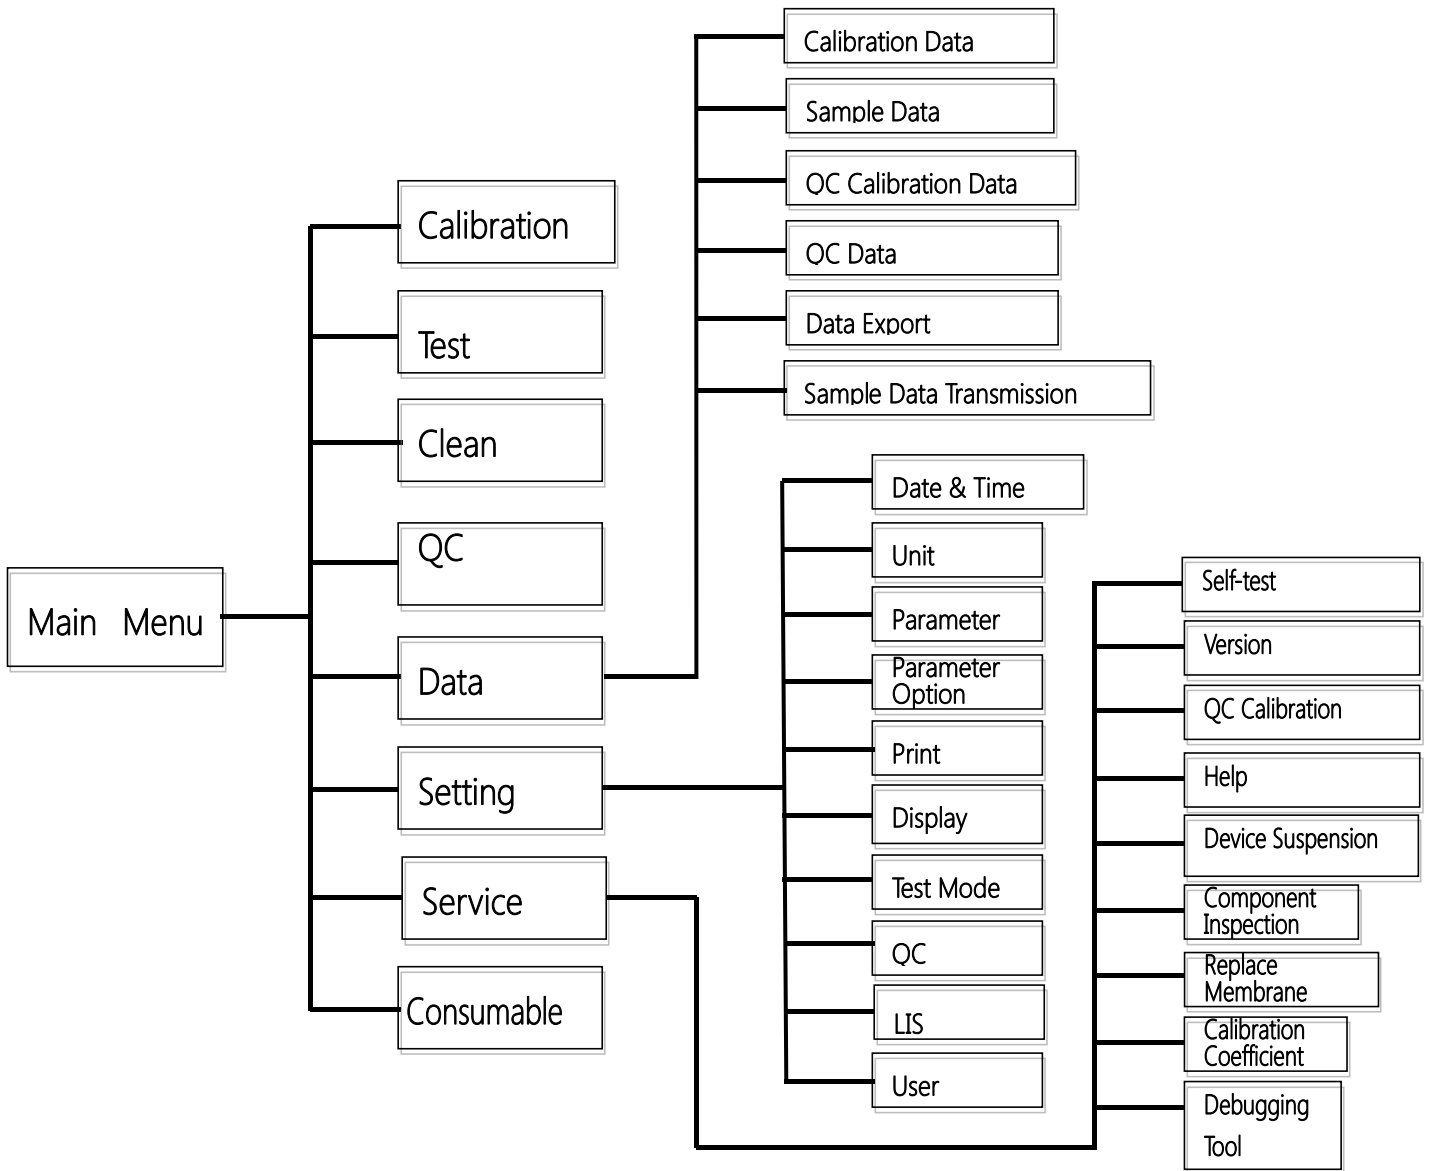 Main Menu
Calibration
Test
Clean
QC
Data
Setting
Service
Consumable
Calibration Data
Sample Data
QC Calibration Data
QC Data
Data Export
Sample Data Transmission
Date & Time
Unit
Parameter
Parameter
Option
Print
Display
Test Mode
QC
LIS
User
Self-test
Version
QC Calibration
Help
Device Suspension
Component
Inspection
Replace
Membrane
Calibration
Coefficient
Debugging
Tool